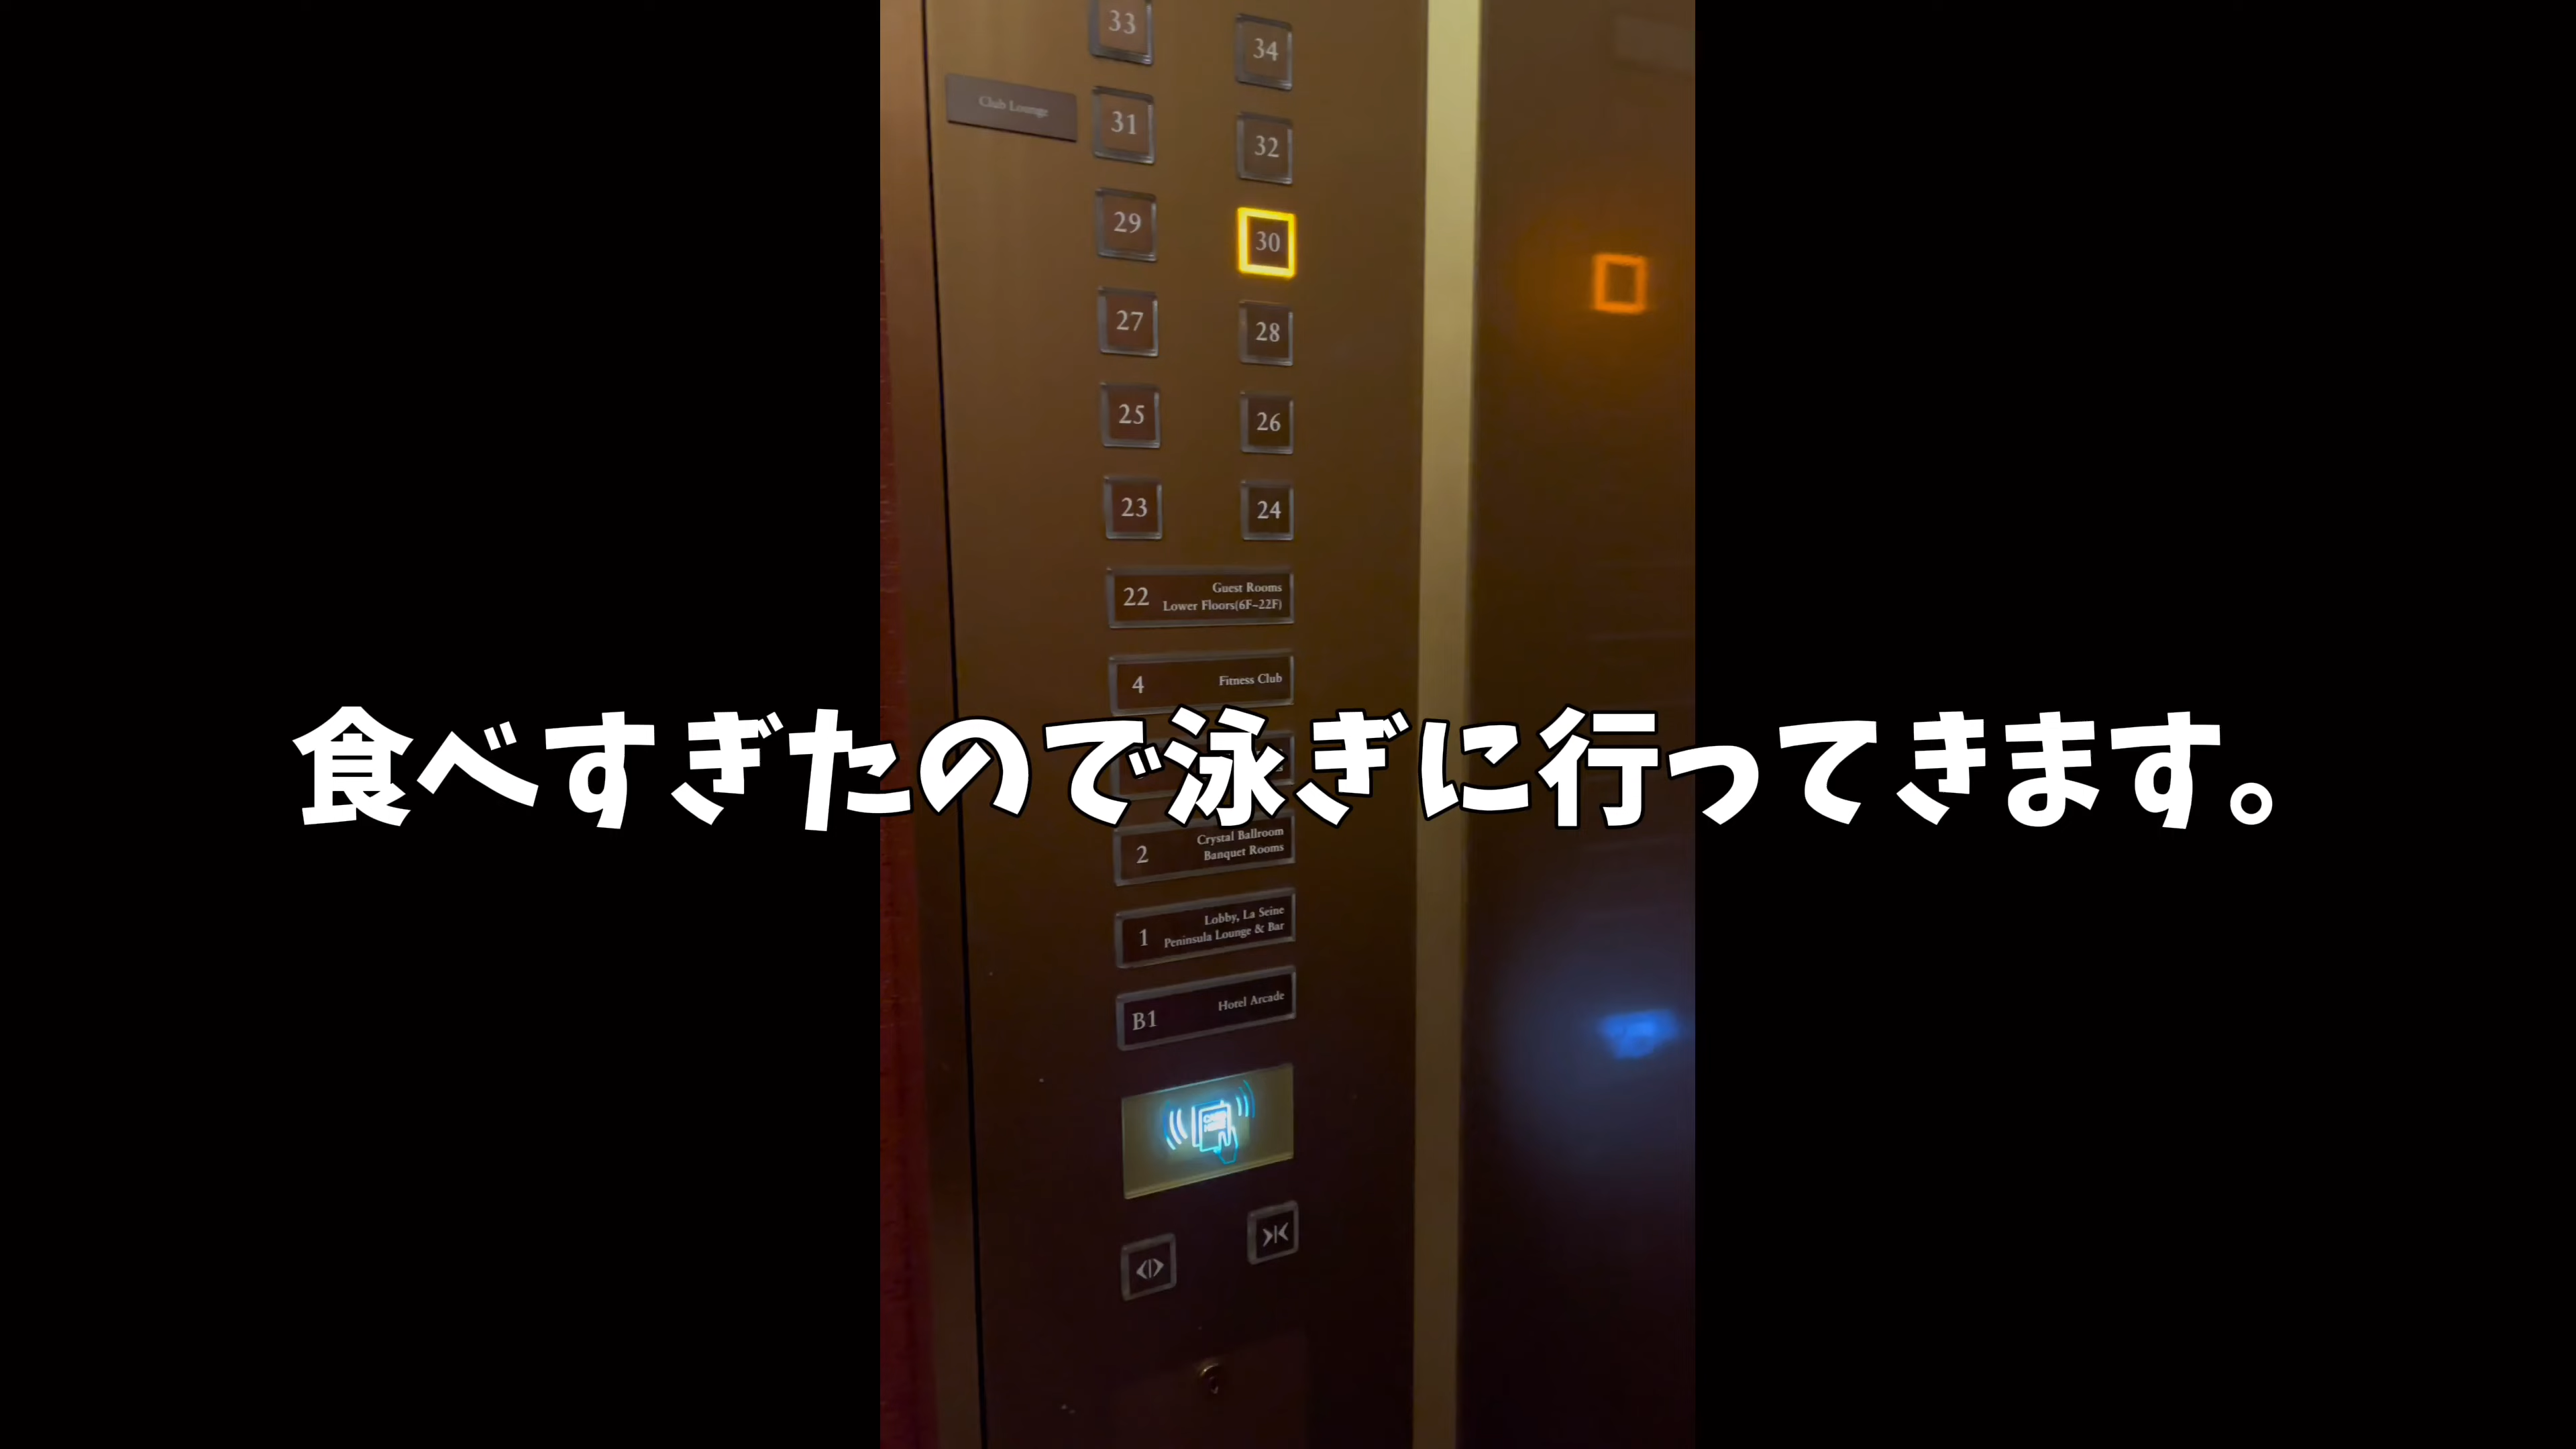 33
34
Club Lounge
31
32
29
30
27
28
25
26
23
24
22
Guest Rooms
Lower Floors(6F-22F)
4
Fitness Club
食べすぎたので泳ぎに行ってきます。
2
Crystal Ballroom
Banquet Rooms
1
Lobby, La Seine
Peninsula Lounge & Bar
B1
Hotel Arcade